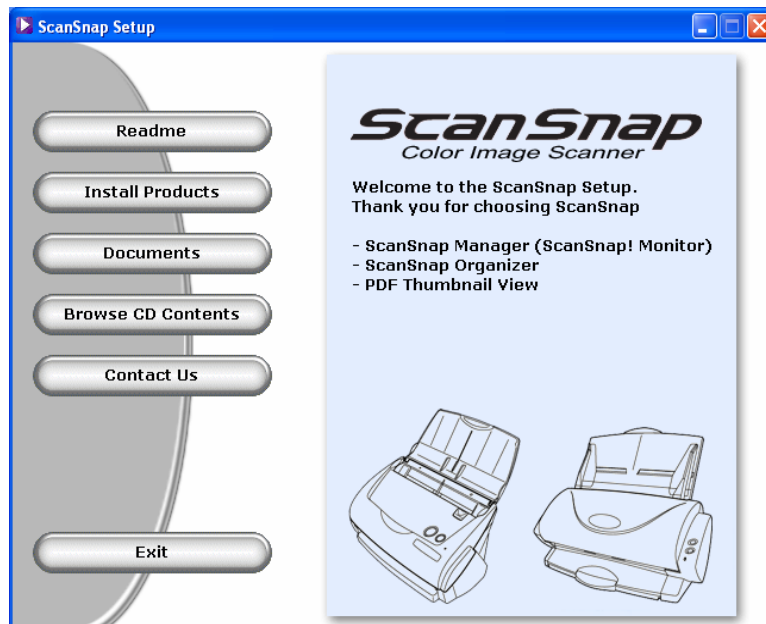 ScanSnap Setup
Readme
Install Products
Documents
Browse CD Contents
Contact Us
Exit
ScanSnap
Color Image Scanner
Welcome to the ScanSnap Setup.
Thank you for choosing ScanSnap
- ScanSnap Manager (ScanSnap! Monitor)
- ScanSnap Organizer
- PDF Thumbnail View